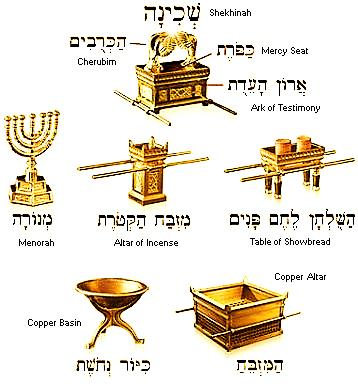 שְׁכִינָה Shekhinah
הַכְּרֻבִים
Cherubim
כַּפֹּרֶת
Mercy Seat
אֲרוֹן הָעֵדֻת
Ark of Testimony
מְנוֹרָה
Menorah
מִזְבַּח הַקְּטֹרֶת
Altar of Incense
הַשֻּׁלְחָן לֶחֶם פָּנִים
Table of Showbread
Copper Basin
כִּיּוֹר נְחֹשֶׁת
Copper Altar
הַמִּזְבֵּחַ